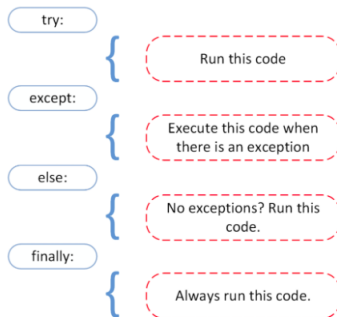 try:
Run this code
except:
Execute this code when
there is an exception
else:
No exceptions? Run this
code.
finally:
Always run this code.